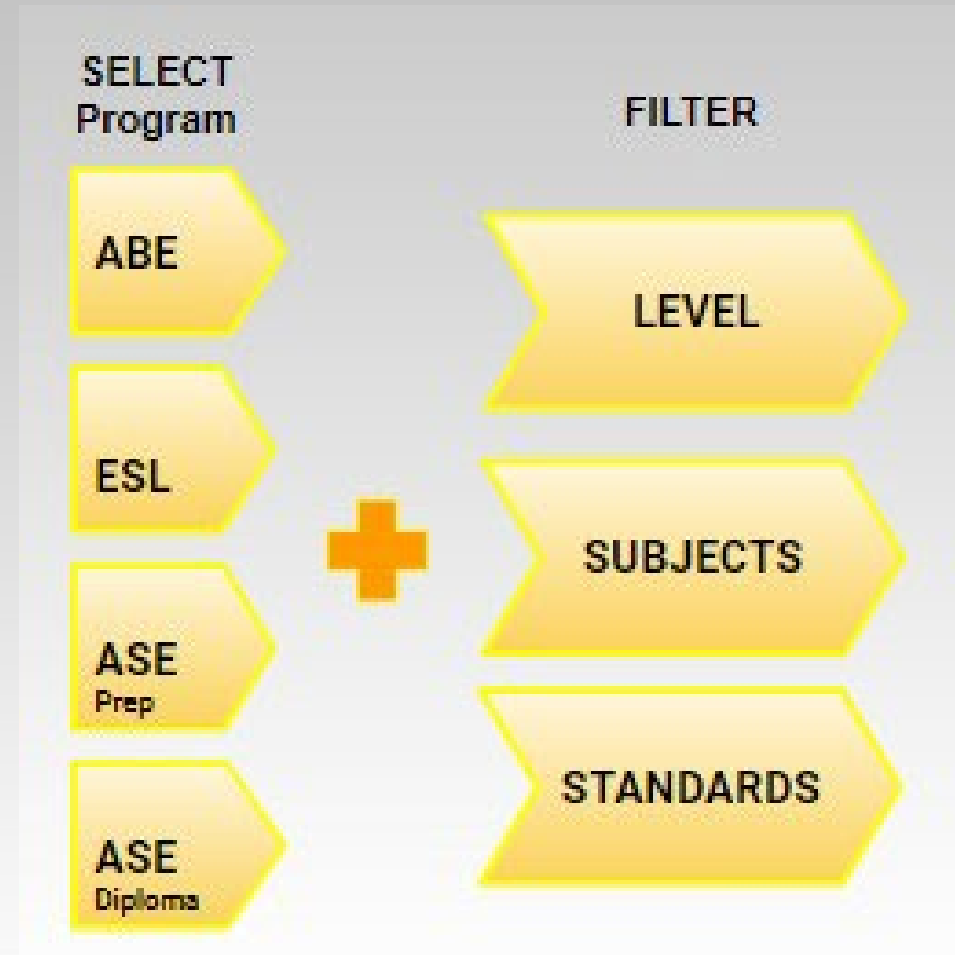 SELECT
Program
ABE
ESL
ASE
Prep
ASE
Diploma
FILTER
LEVEL
SUBJECTS
STANDARDS